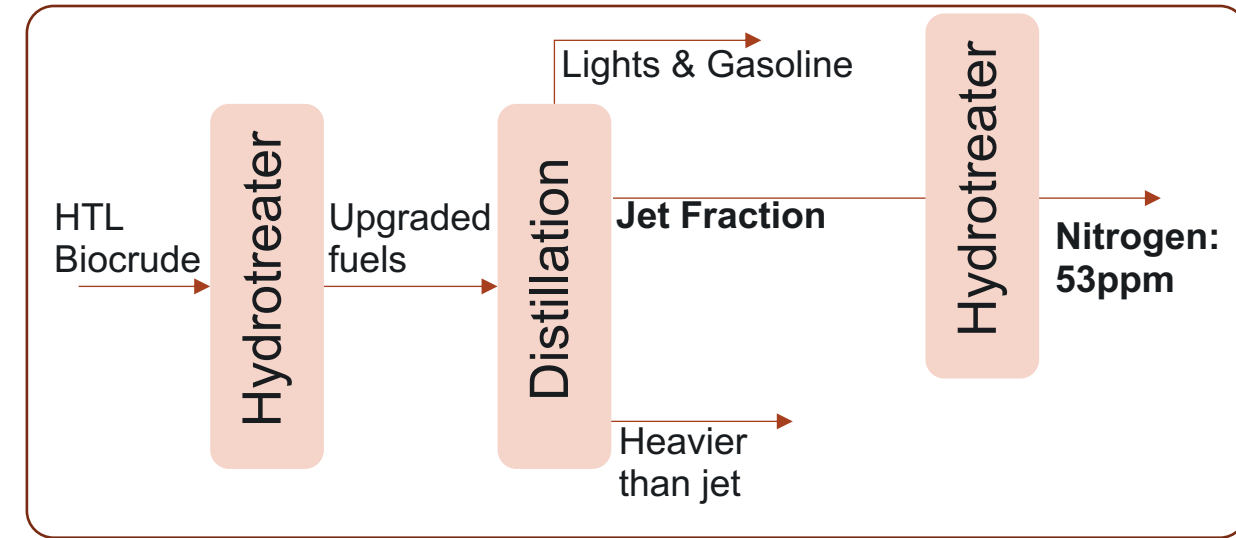 HTL
Biocrude
Hydrotreater
Upgraded
fuels
Distillation
Lights & Gasoline
Jet Fraction
Heavier
than jet
Hydrotreater
Nitrogen:
53ppm